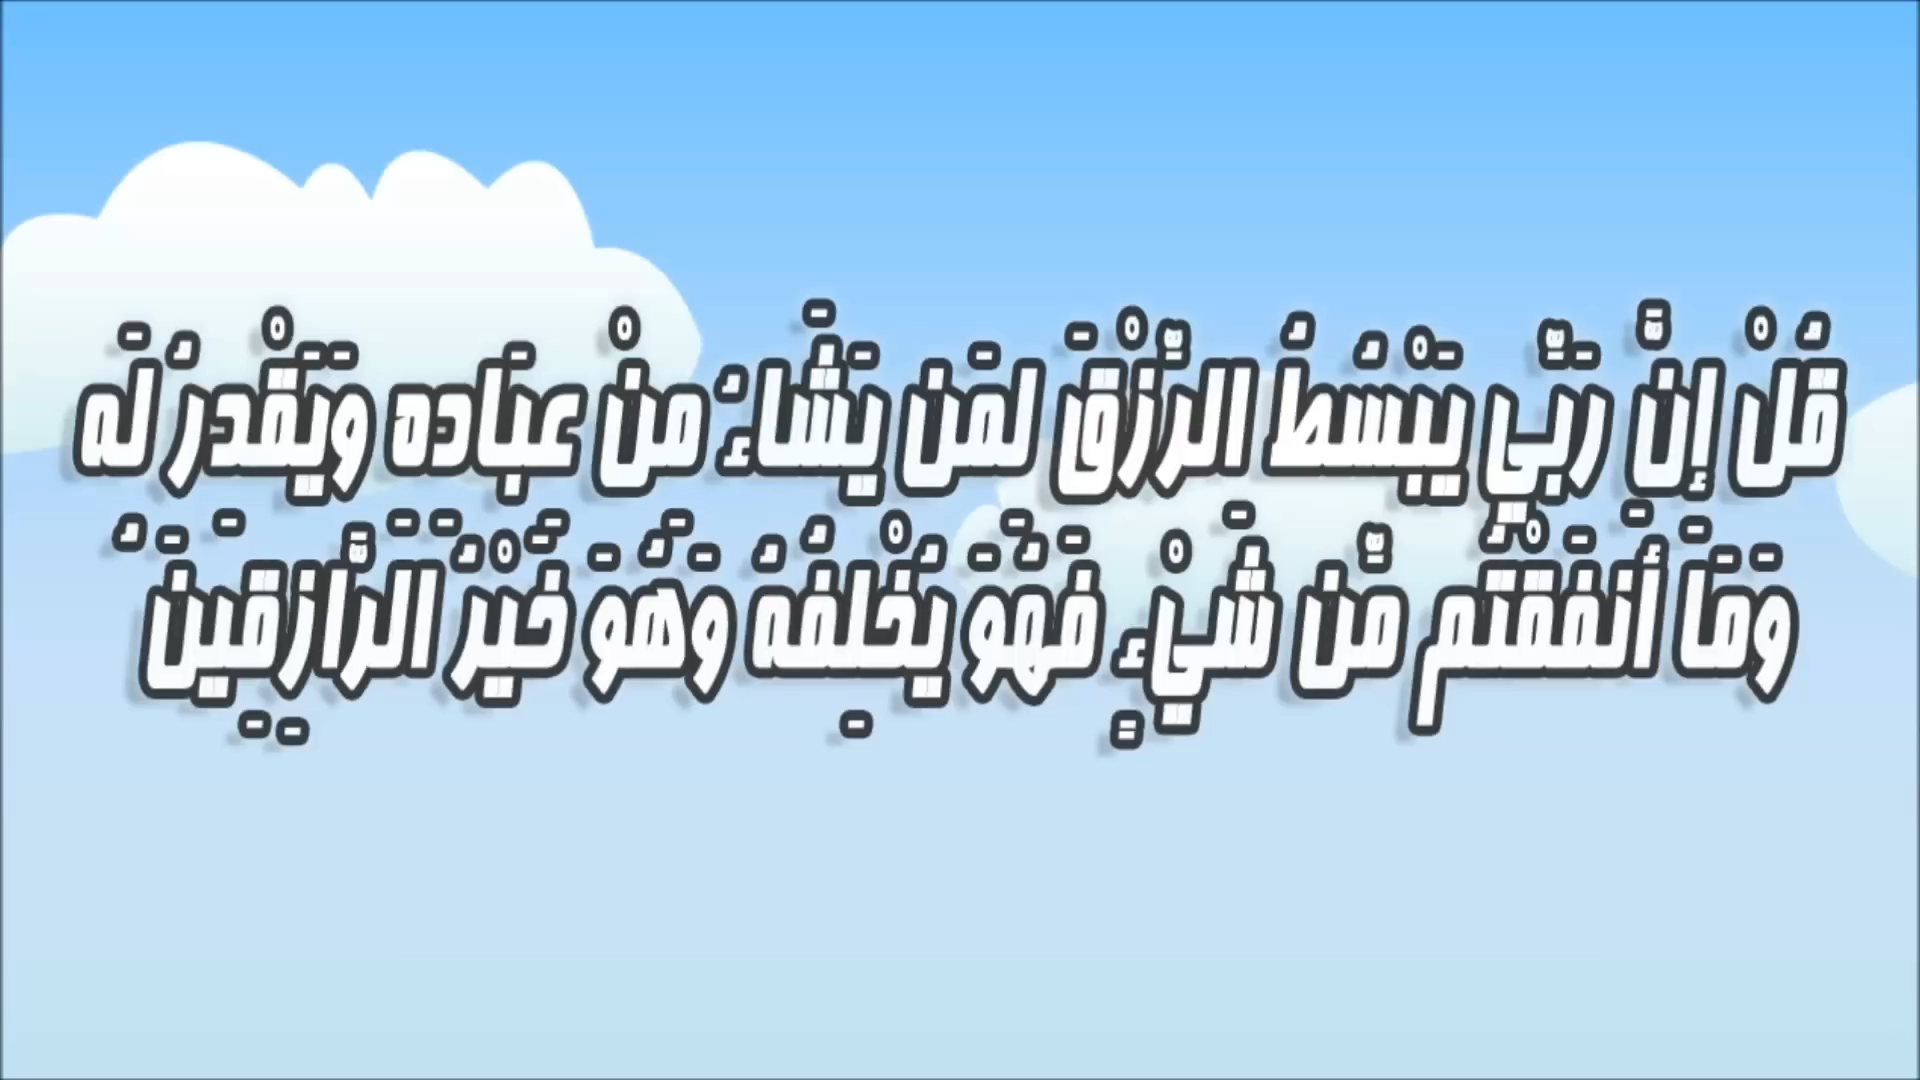 قُلْ إِنَّ رَبِّي يَبْسُطُ الرِّزْقَ لِمَن يَشَاءُ مِنْ عِبَادِهِ وَيَقْدِرُ لَهُ
وَمَا أَنفَقْتُم مِّن شَيْءٍ فَهُوَ يُخْلِفُهُ وَهُوَ خَيْرُ الرَّازِقِينَ